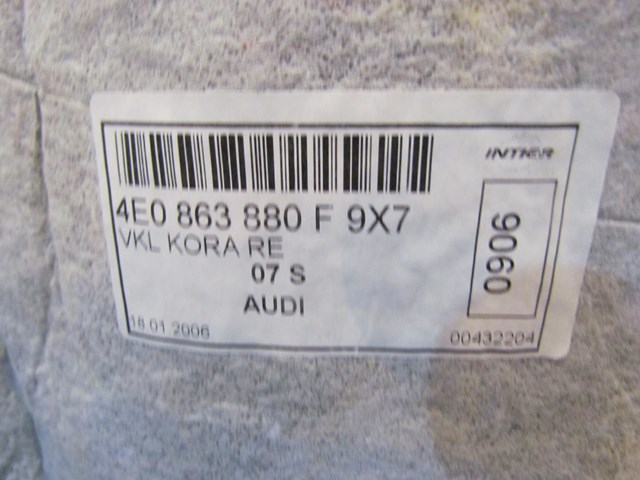 INTIER
4E0 863 880 F 9X7
VKL KORA RE
07 S
AUDI
0906
18 01 2006
00432204